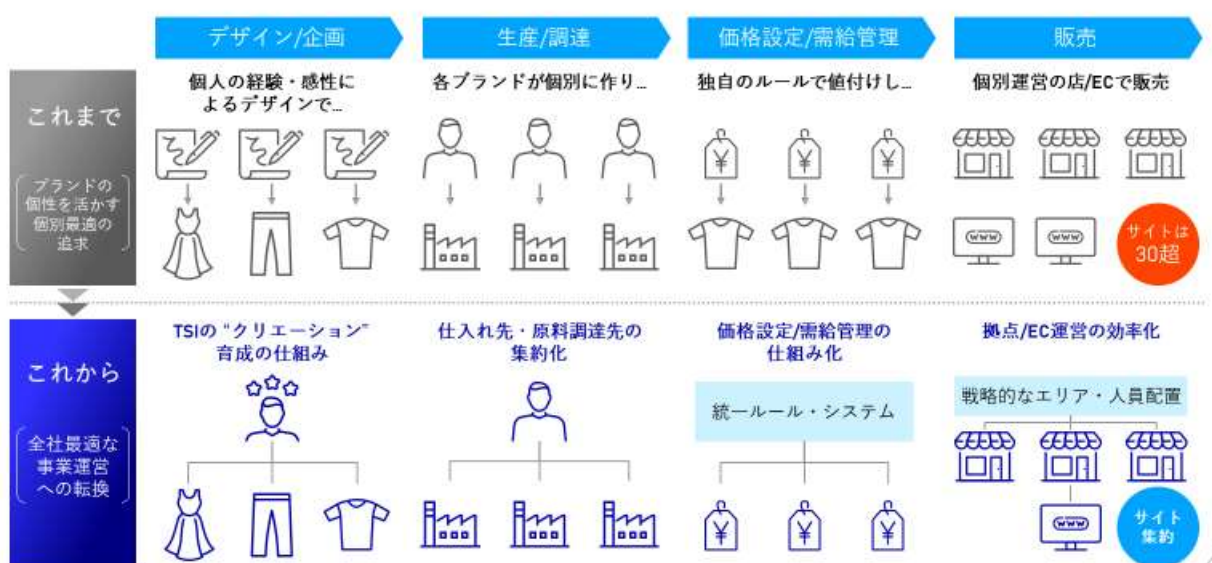 デザイン/企画
生産/調達
価格設定/需給管理
販売
これまで
ブランドの
個性を活かす
個別最適の
追求
個人の経験・感性に
よるデザインで…
各ブランドが個別に作り…
独自のルールで値付けし…
個別運営の店/ECで販売
¥
¥
¥
www
www
サイトは
30超
これから
全社最適な
事業運営
への転換
TSIの “クリエーション”
育成の仕組み
仕入れ先・原料調達先の
集約化
価格設定/需給管理の
仕組み化
統一ルール・システム
¥
¥
¥
拠点/EC運営の効率化
戦略的なエリア・人員配置
www
サイト
集約